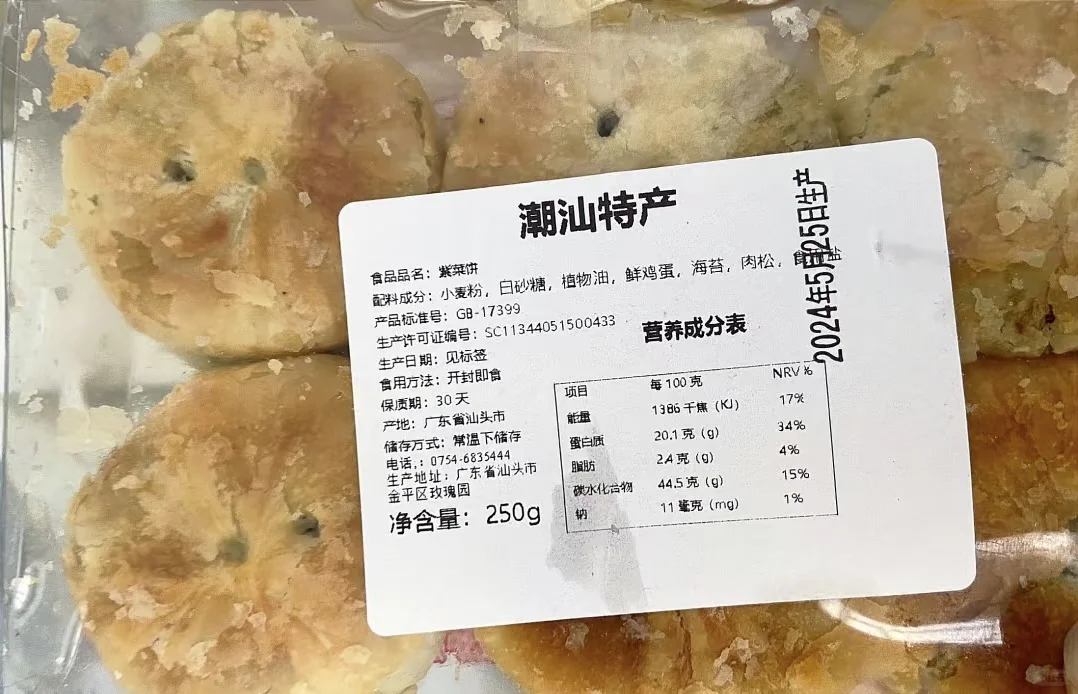 潮汕特产
食品品名：紫菜饼
配料成分：小麦粉，白砂糖，植物油，鲜鸡蛋，海苔，肉松，盐
产品标准号：GB-17399
生产许可证编号：SC11344051500433
生产日期：见标签
食用方法：开封即食
保质期：30天
产地：广东省汕头市
储存方式：常温下储存
电话,：0754-6835444
生产地址：广东省汕头市
金平区玫瑰园
净含量：250g
2024年5月25日生产
营养成分表
项目 每100克 NRV%
能量 1386千焦（KJ） 17%
蛋白质 20.1克（g） 34%
脂肪 2.4克（g） 4%
碳水化合物 44.5克（g） 15%
钠 11毫克（mg） 1%